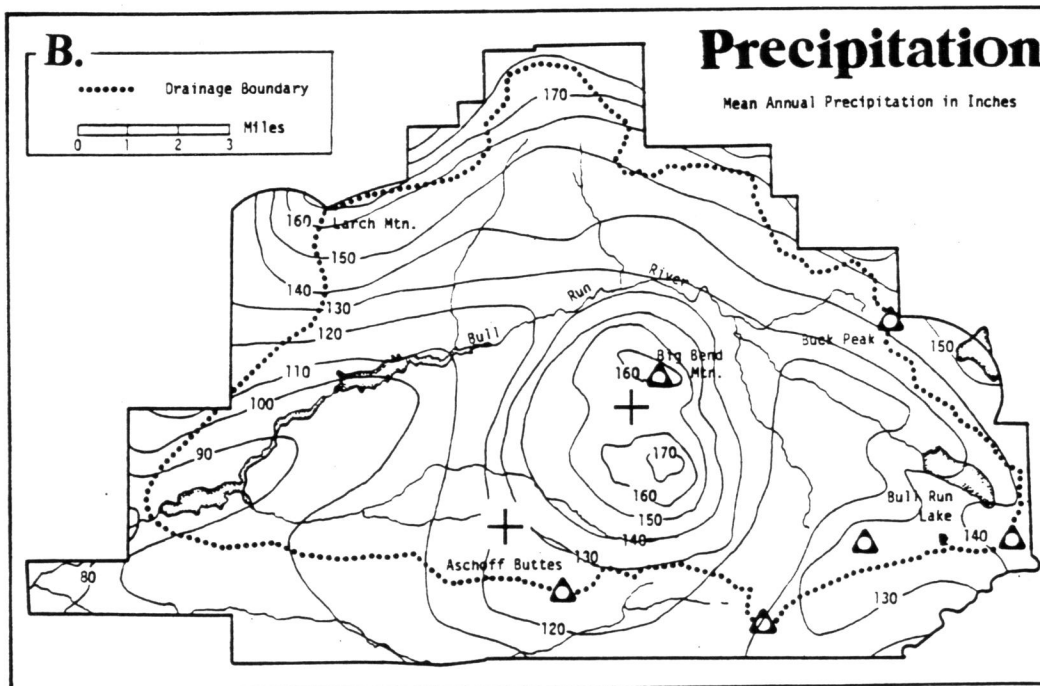 B.
Precipitation
Drainage Boundary
Mean Annual Precipitation in Inches
Miles
0 1 2 3
170
160
Larch Mtn.
150
140
130
120
110
100
90
80
Bull Run River
Buck Peak
150
Big Bend
Mtn.
160
170
160
150
140
130
120
Aschoff Buttes
Bull Run
Lake
140
130